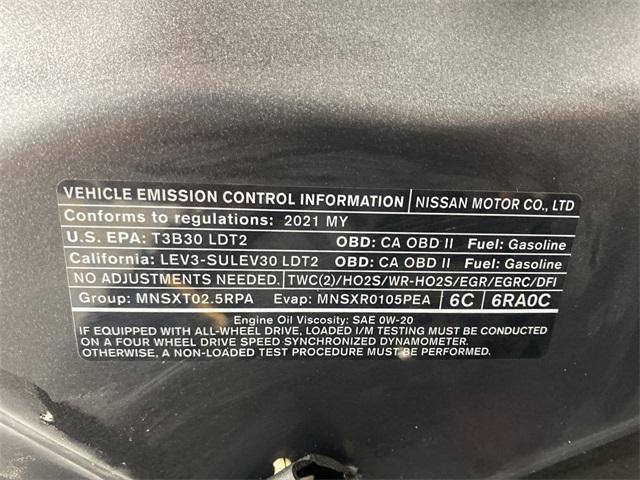 VEHICLE EMISSION CONTROL INFORMATION NISSAN MOTOR CO., LTD
Conforms to regulations: 2021 MY
U.S. EPA: T3B30 LDT2 OBD: CA OBD II Fuel: Gasoline
California: LEV3-SULEV30 LDT2 OBD: CA OBD II Fuel: Gasoline
NO ADJUSTMENTS NEEDED. TWC(2)/HO2S/WR-HO2S/EGR/EGRC/DFI
Group: MNSXT02.5RPA Evap: MNSXR0105PEA 6C 6RA0C
Engine Oil Viscosity: SAE 0W-20
IF EQUIPPED WITH ALL-WHEEL DRIVE, LOADED I/M TESTING MUST BE CONDUCTED
ON A FOUR WHEEL DRIVE SPEED SYNCHRONIZED DYNAMOMETER.
OTHERWISE, A NON-LOADED TEST PROCEDURE MUST BE PERFORMED.